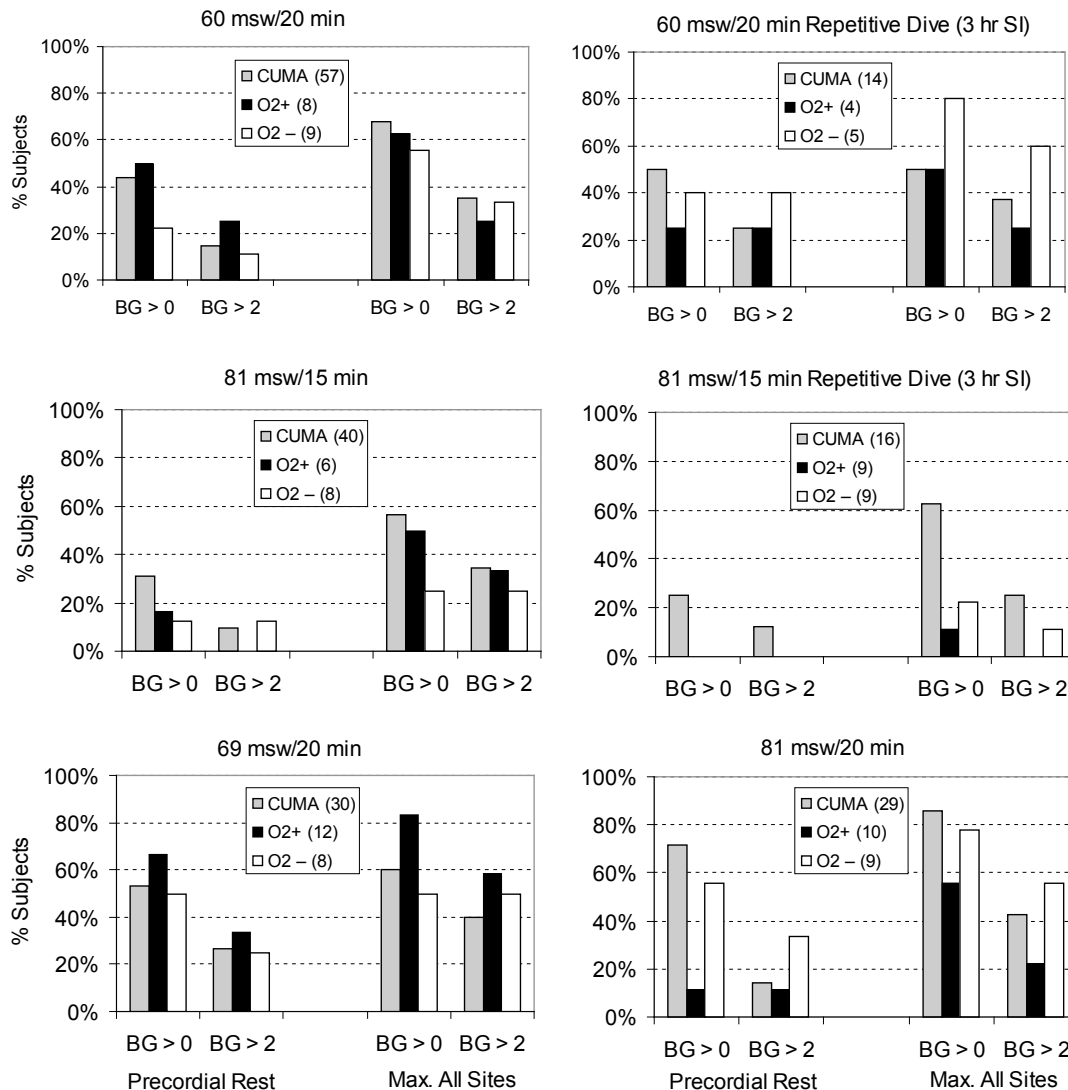 60 msw/20 min
100%
80%
60%
40%
20%
0%
% Subjects
CUMA (57)
O2+ (8)
O2 – (9)
BG > 0 BG > 2 BG > 0 BG > 2
60 msw/20 min Repetitive Dive (3 hr SI)
100%
80%
60%
40%
20%
0%
CUMA (14)
O2+ (4)
O2 – (5)
BG > 0 BG > 2 BG > 0 BG > 2
81 msw/15 min
100%
80%
60%
40%
20%
0%
% Subjects
CUMA (40)
O2+ (6)
O2 – (8)
BG > 0 BG > 2 BG > 0 BG > 2
81 msw/15 min Repetitive Dive (3 hr SI)
100%
80%
60%
40%
20%
0%
CUMA (16)
O2+ (9)
O2 – (9)
BG > 0 BG > 2 BG > 0 BG > 2
69 msw/20 min
100%
80%
60%
40%
20%
0%
% Subjects
CUMA (30)
O2+ (12)
O2 – (8)
BG > 0 BG > 2 BG > 0 BG > 2
Precordial Rest Max. All Sites
81 msw/20 min
100%
80%
60%
40%
20%
0%
CUMA (29)
O2+ (10)
O2 – (9)
BG > 0 BG > 2 BG > 0 BG > 2
Precordial Rest Max. All Sites